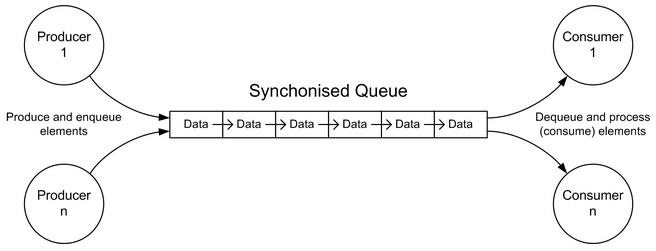 Producer
1
Consumer
1
Synchonised Queue
Produce and enqueue
elements
Data Data Data Data Data Data
Dequeue and process
(consume) elements
Producer
n
Consumer
n